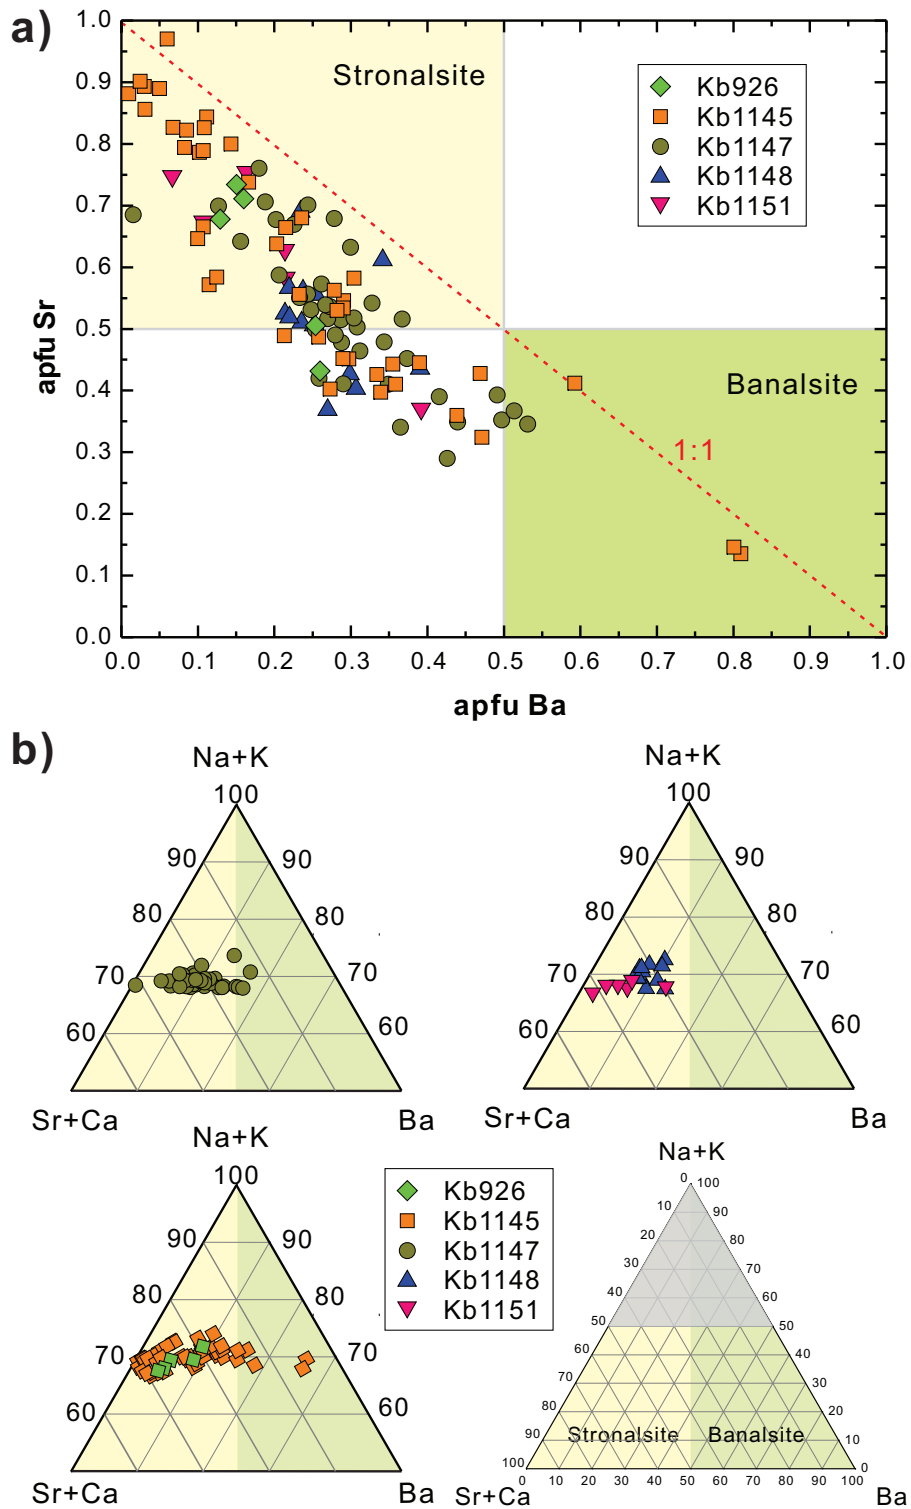 a)
1.0
0.9
0.8
0.7
0.6
0.5
0.4
0.3
0.2
0.1
0.0
apfu Sr
Stronalsite
Kb926
Kb1145
Kb1147
Kb1148
Kb1151
Banalsite
1:1
0.0 0.1 0.2 0.3 0.4 0.5 0.6 0.7 0.8 0.9 1.0
apfu Ba
b)
Na+K
100
90 90
80 80
70 70
60 60
Sr+Ca Ba
Na+K
100
90 90
80 80
70 70
60 60
Sr+Ca Ba
Na+K
100
90 90
80 80
70 70
60 60
Sr+Ca Ba
Kb926
Kb1145
Kb1147
Kb1148
Kb1151
Na+K
0 100
10 90
20 80
30 70
40 60
50 50
60 40
70 30
80 20
90 10
Stronalsite Banalsite
100 0
0 10 20 30 40 50 60 70 80 90 100
Sr+Ca Ba